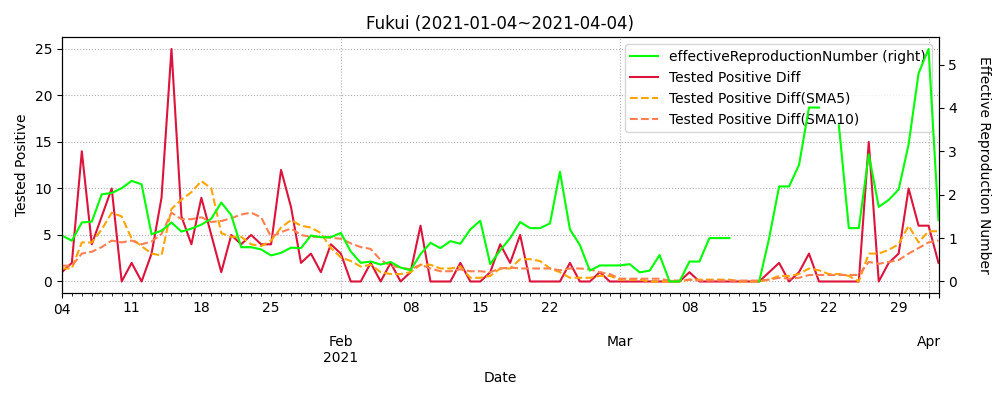 Fukui (2021-01-04~2021-04-04)
effectiveReproductionNumber (right)
Tested Positive Diff
Tested Positive Diff(SMA5)
Tested Positive Diff(SMA10)
Tested Positive
25
20
15
10
5
0
Effective Reproduction Number
5
4
3
2
1
0
04 11 18 25 08 15 22 08 15 22 29
Feb Mar Apr
2021
Date